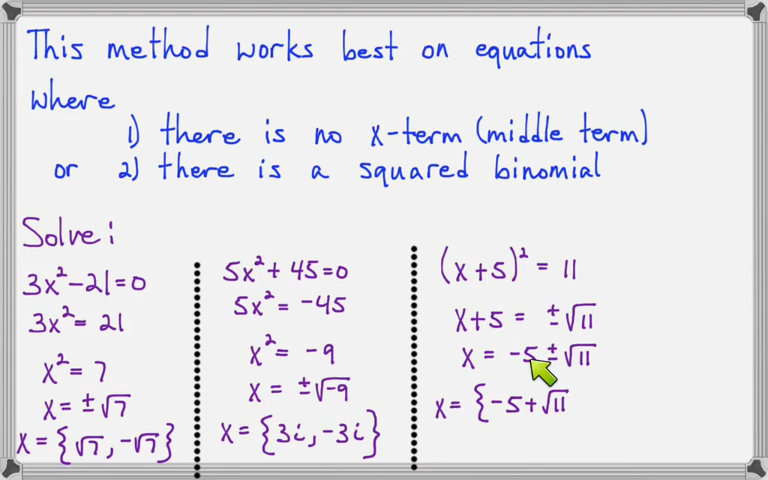 This method works best on equations
where
1) there is no x-term (middle term)
or 2) there is a squared binomial
Solve:
3x² - 21 = 0
3x² = 21
x² = 7
x = ±√7
x = {√7, -√7}
5x² + 45 = 0
5x² = -45
x² = -9
x = ±√-9
x = {3i, -3i}
(x+5)² = 11
x+5 = ±√11
x = -5 ± √11
x = {-5+√11